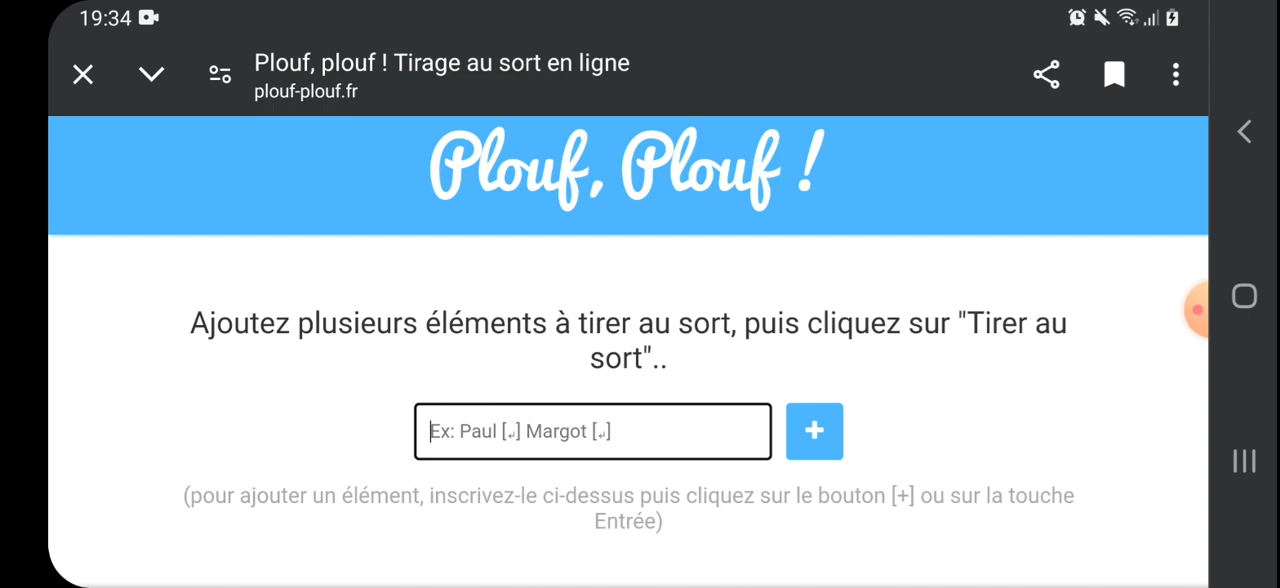 19:34
Plouf, plouf ! Tirage au sort en ligne
plouf-plouf.fr
Plouf, Plouf !
Ajoutez plusieurs éléments à tirer au sort, puis cliquez sur "Tirer au
sort"..
Ex: Paul [↲] Margot [↲]
+
(pour ajouter un élément, inscrivez-le ci-dessus puis cliquez sur le bouton [+] ou sur la touche
Entrée)